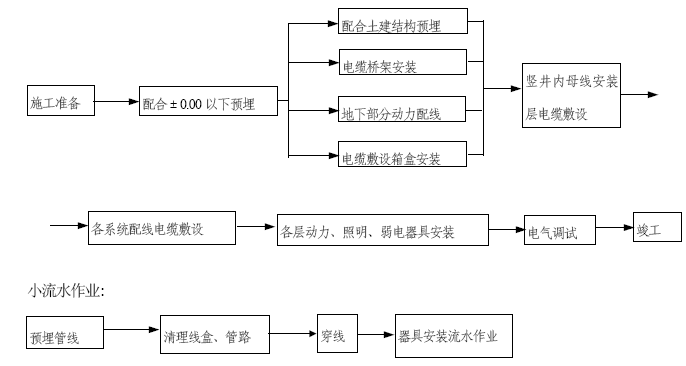 施工准备
配合±0.00以下预埋
配合土建结构预埋
电缆桥架安装
地下部分动力配线
电缆敷设箱盒安装
竖井内母线安装
层电缆敷设
各系统配线电缆敷设
各层动力、照明、弱电器具安装
电气调试
竣工
小流水作业：
预埋管线
清理线盒、管路
穿线
器具安装流水作业